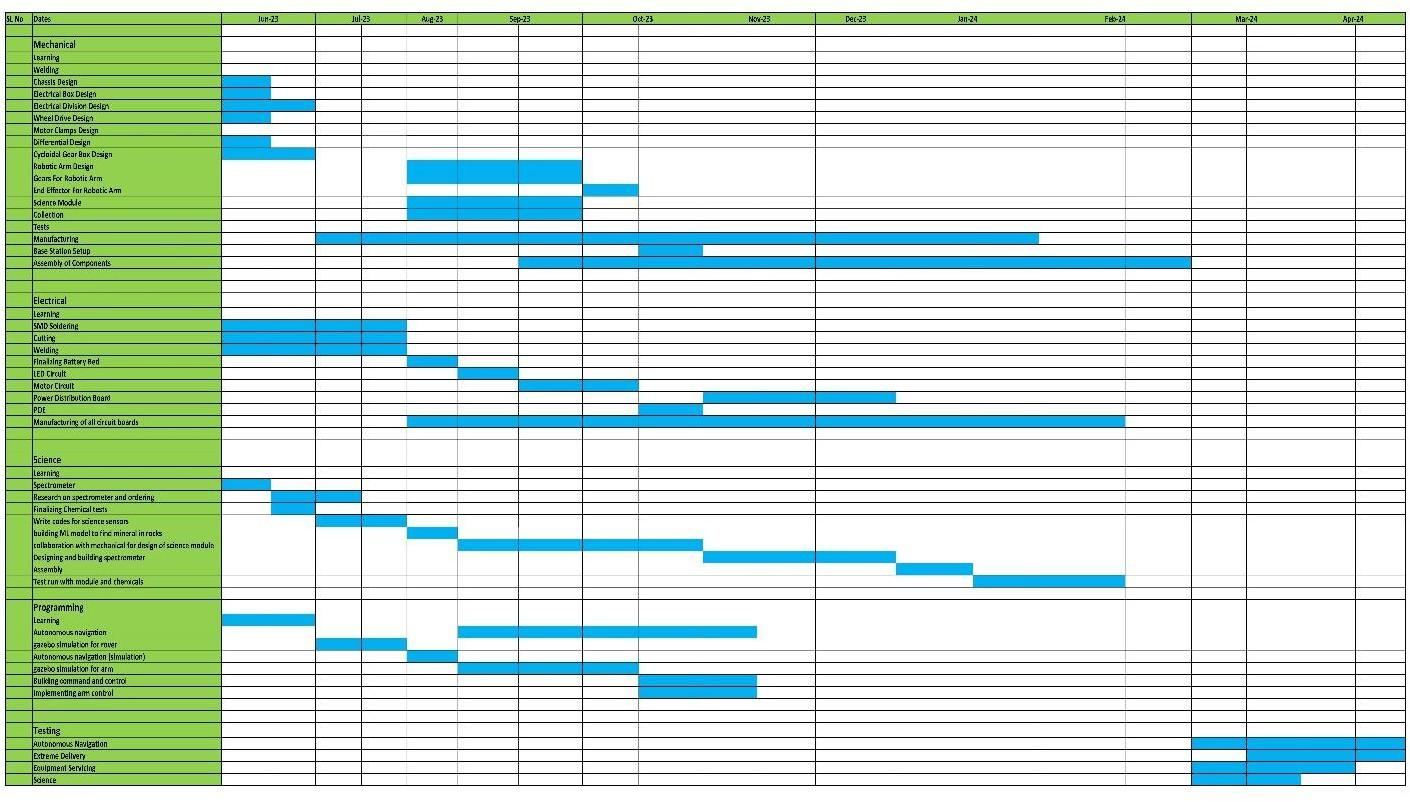 SL No Dates Jun-23 Jul-23 Aug-23 Sep-23 Oct-23 Nov-23 Dec-23 Jan-24 Feb-24 Mar-24 Apr-24
Mechanical
Learning
Welding
Chassis Design
Electrical Box Design
Electrical Division Design
Wheel Drive Design
Motor Clamps Design
Differential Design
Cycloidal Gear Box Design
Robotic Arm Design
Gears For Robotic Arm
End Effector For Robotic Arm
Science Module
Collection
Tests
Manufacturing
Base Station Setup
Assembly of Components
Electrical
Learning
SMD Soldering
Cutting
Welding
Finalizing Battery Bed
LED Circuit
Motor Circuit
Power Distribution Board
PDE
Manufacturing of all circuit boards
Science
Learning
Spectrometer
Research on spectrometer and ordering
Finalizing Chemical tests
Write codes for science sensors
building ML model to find mineral in rocks
collaboration with mechanical for design of science module
Designing and building spectrometer
Assembly
Test run with module and chemicals
Programming
Learning
Autonomous navigation
gazebo simulation for rover
Autonomous navigation (simulation)
gazebo simulation for arm
Building command and control
Implementing arm control
Testing
Autonomous Navigation
Extreme Delivery
Equipment Servicing
Science